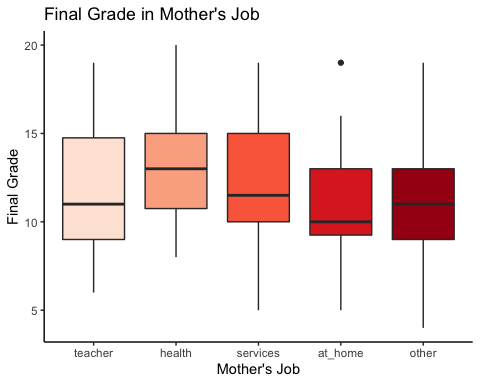 Final Grade in Mother's Job
Final Grade
20
15
10
5
teacher health services at_home other
Mother's Job